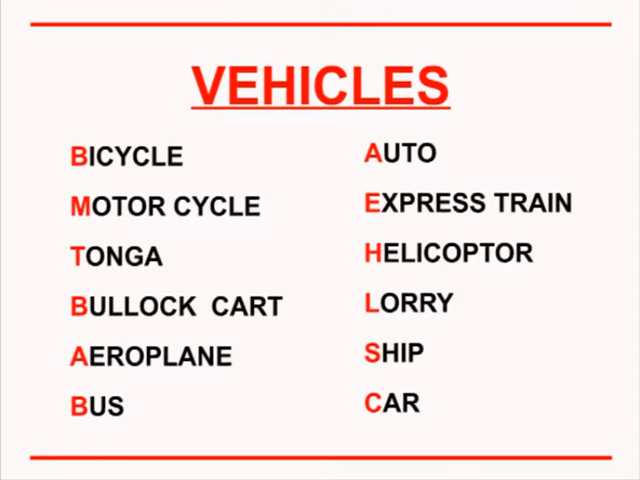 VEHICLES
BICYCLE
MOTOR CYCLE
TONGA
BULLOCK CART
AEROPLANE
BUS
AUTO
EXPRESS TRAIN
HELICOPTOR
LORRY
SHIP
CAR